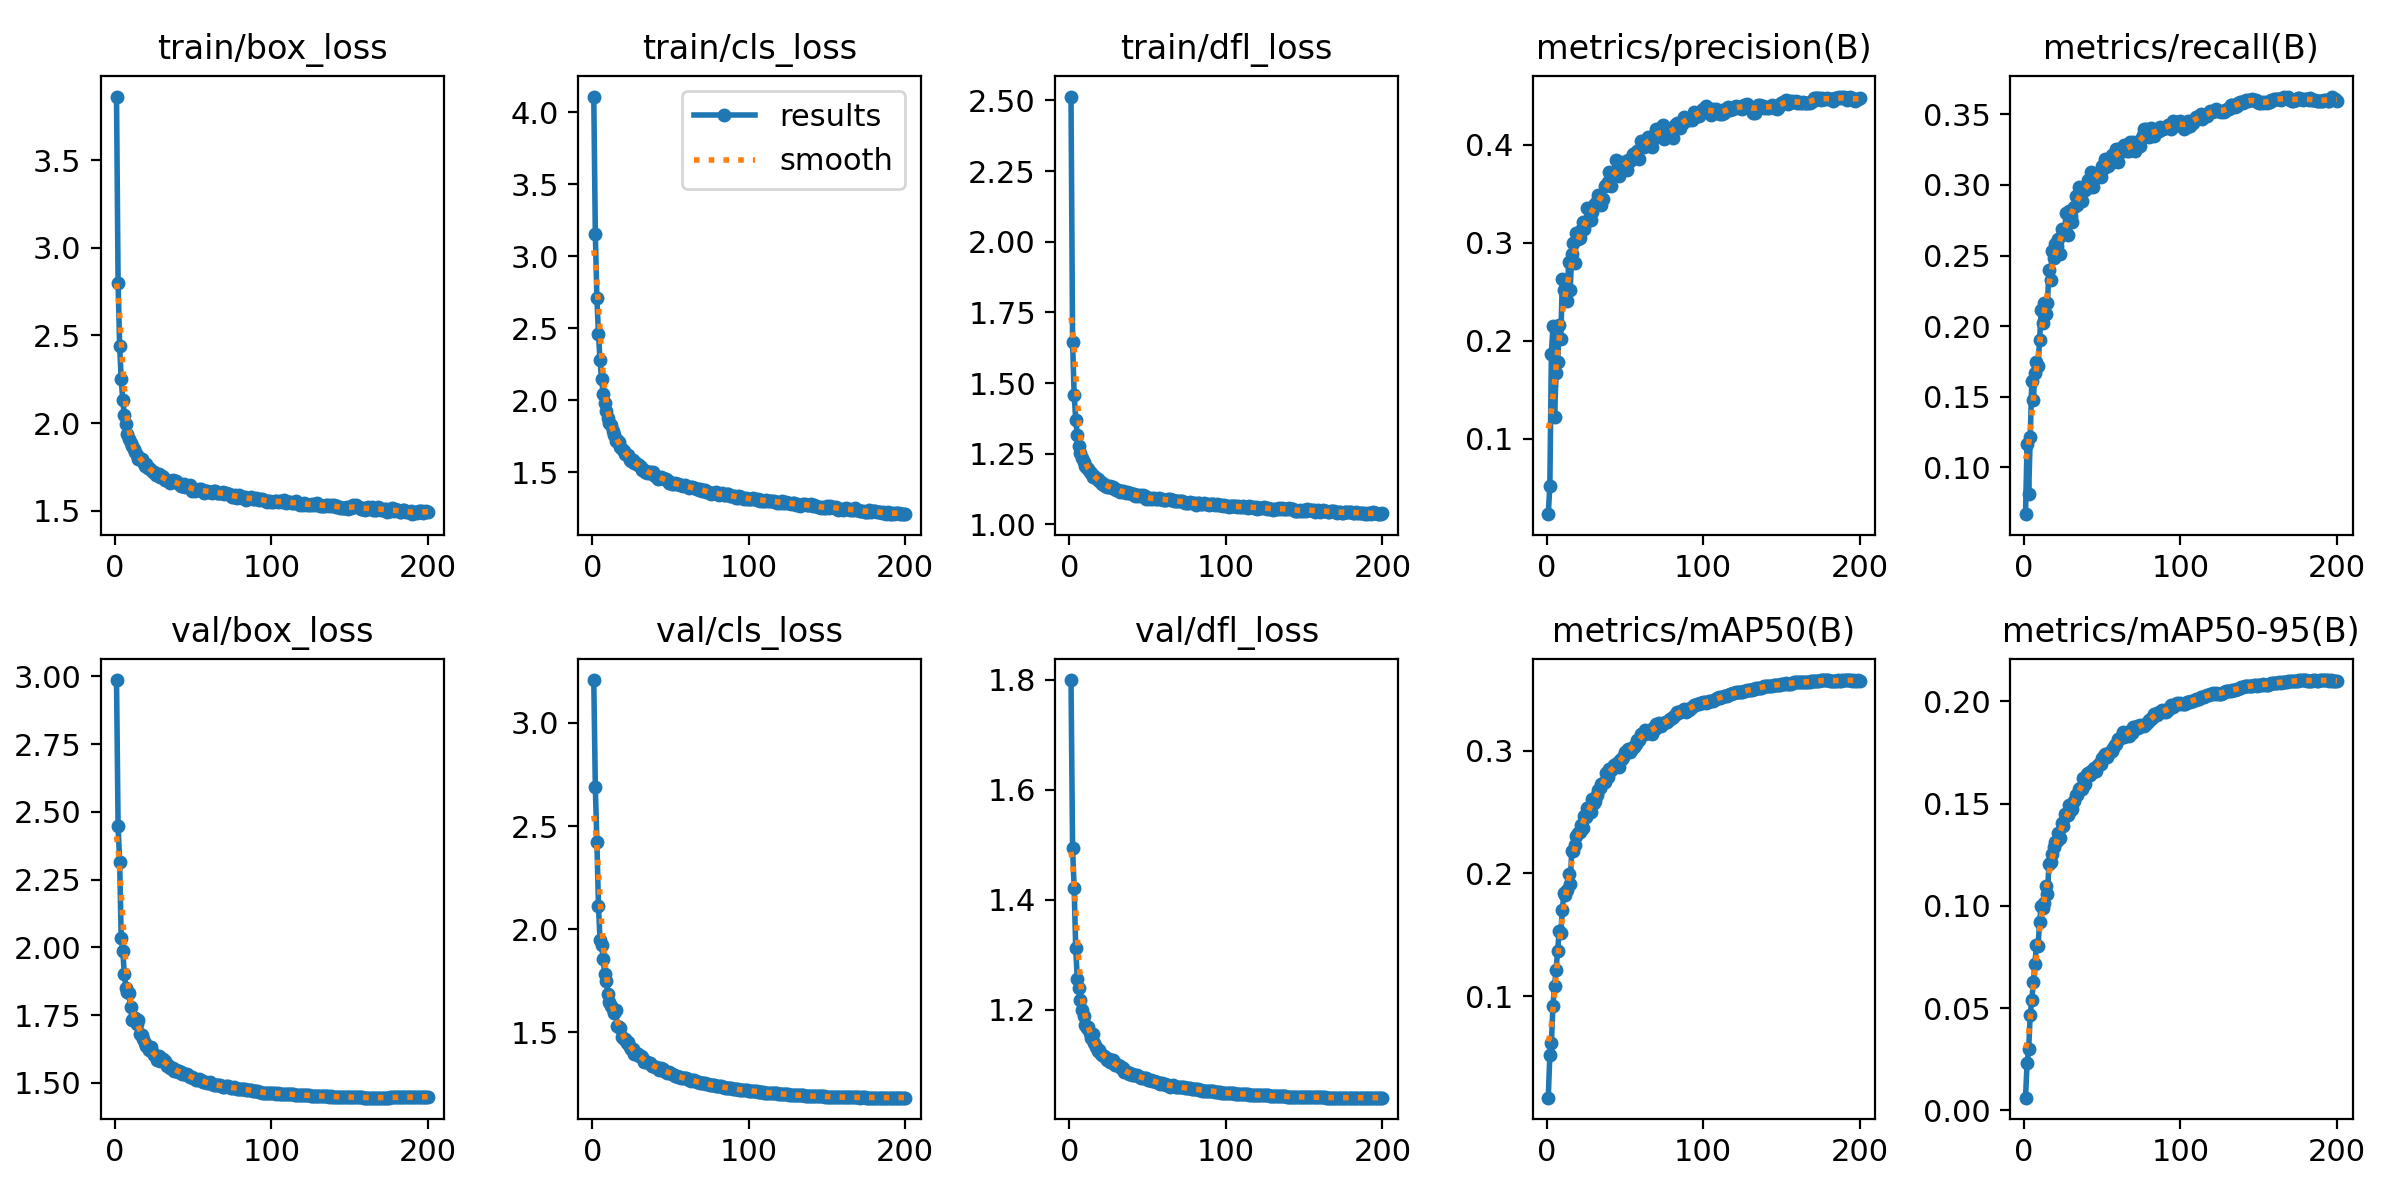 train/box_loss
train/cls_loss
train/dfl_loss
metrics/precision(B)
metrics/recall(B)
results
smooth
3.5
3.0
2.5
2.0
1.5
0 100 200
4.0
3.5
3.0
2.5
2.0
1.5
0 100 200
2.50
2.25
2.00
1.75
1.50
1.25
1.00
0 100 200
0.4
0.3
0.2
0.1
0 100 200
0.35
0.30
0.25
0.20
0.15
0.10
0 100 200
val/box_loss
val/cls_loss
val/dfl_loss
metrics/mAP50(B)
metrics/mAP50-95(B)
3.00
2.75
2.50
2.25
2.00
1.75
1.50
0 100 200
3.0
2.5
2.0
1.5
0 100 200
1.8
1.6
1.4
1.2
0 100 200
0.3
0.2
0.1
0 100 200
0.20
0.15
0.10
0.05
0.00
0 100 200